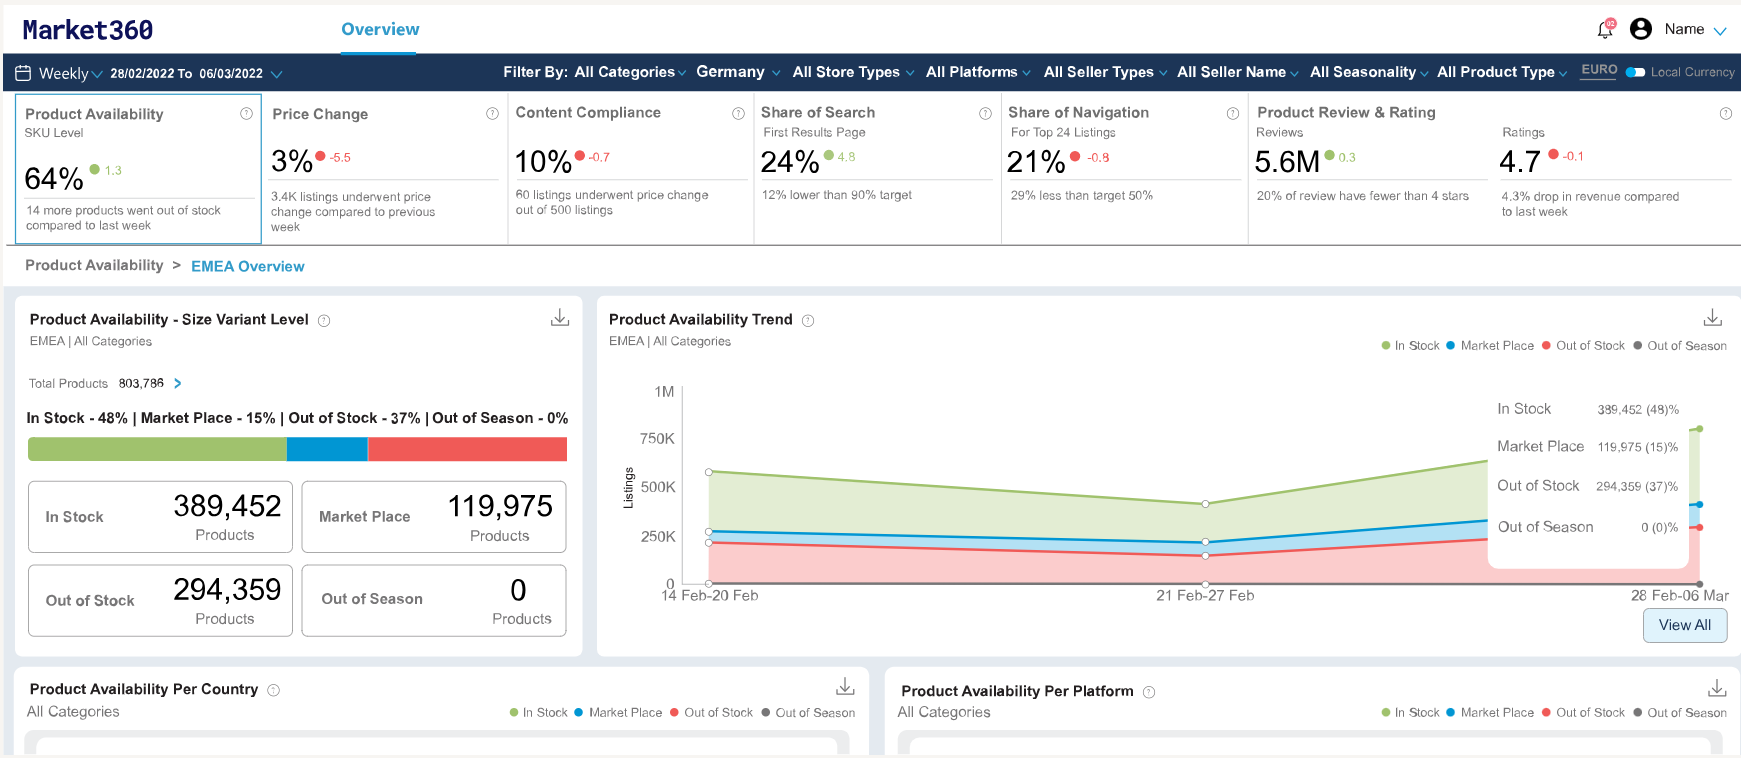 Market360 Overview 02 Name
Weekly 28/02/2022 To 06/03/2022 Filter By: All Categories Germany All Store Types All Platforms All Seller Types All Seller Name All Seasonality All Product Type EURO Local Currency
Product Availability ?
SKU Level
64% 1.3
14 more products went out of stock
compared to last week
Price Change ?
3% -5.5
3.4K listings underwent price
change compared to previous
week
Content Compliance ?
10% -0.7
60 listings underwent price change
out of 500 listings
Share of Search ?
First Results Page
24% 4.8
12% lower than 90% target
Share of Navigation ?
For Top 24 Listings
21% -0.8
29% less than target 50%
Product Review & Rating ?
Reviews
5.6M 0.3
20% of review have fewer than 4 stars
Ratings
4.7 -0.1
4.3% drop in revenue compared
to last week
Product Availability > EMEA Overview
Product Availability - Size Variant Level ?
EMEA | All Categories
Total Products 803,786 >
In Stock - 48% | Market Place - 15% | Out of Stock - 37% | Out of Season - 0%
In Stock 389,452
Products
Market Place 119,975
Products
Out of Stock 294,359
Products
Out of Season 0
Products
Product Availability Trend ?
EMEA | All Categories
In Stock Market Place Out of Stock Out of Season
1M
750K
500K
250K
0
Listings
In Stock 389,452 (48)%
Market Place 119,975 (15)%
Out of Stock 294,359 (37)%
Out of Season 0 (0)%
14 Feb-20 Feb 21 Feb-27 Feb 28 Feb-06 Mar
View All
Product Availability Per Country ?
All Categories
In Stock Market Place Out of Stock Out of Season
Product Availability Per Platform ?
All Categories
In Stock Market Place Out of Stock Out of Season